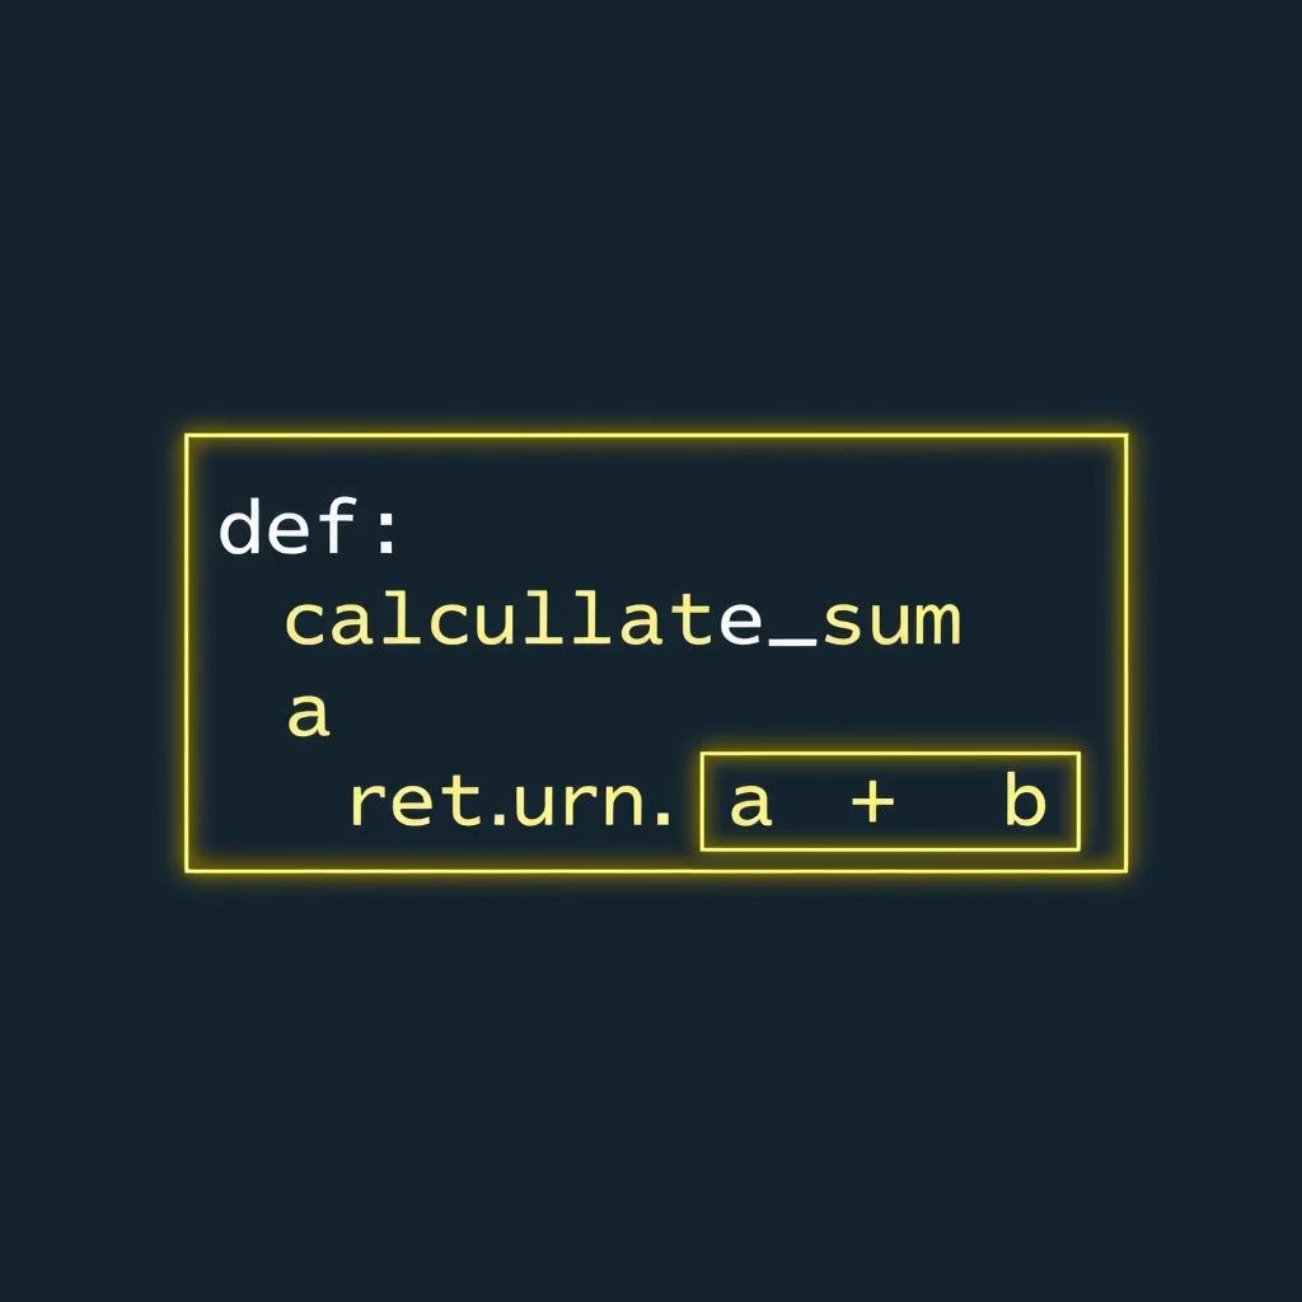 def:
calcullate_sum
a
ret.urn. a + b